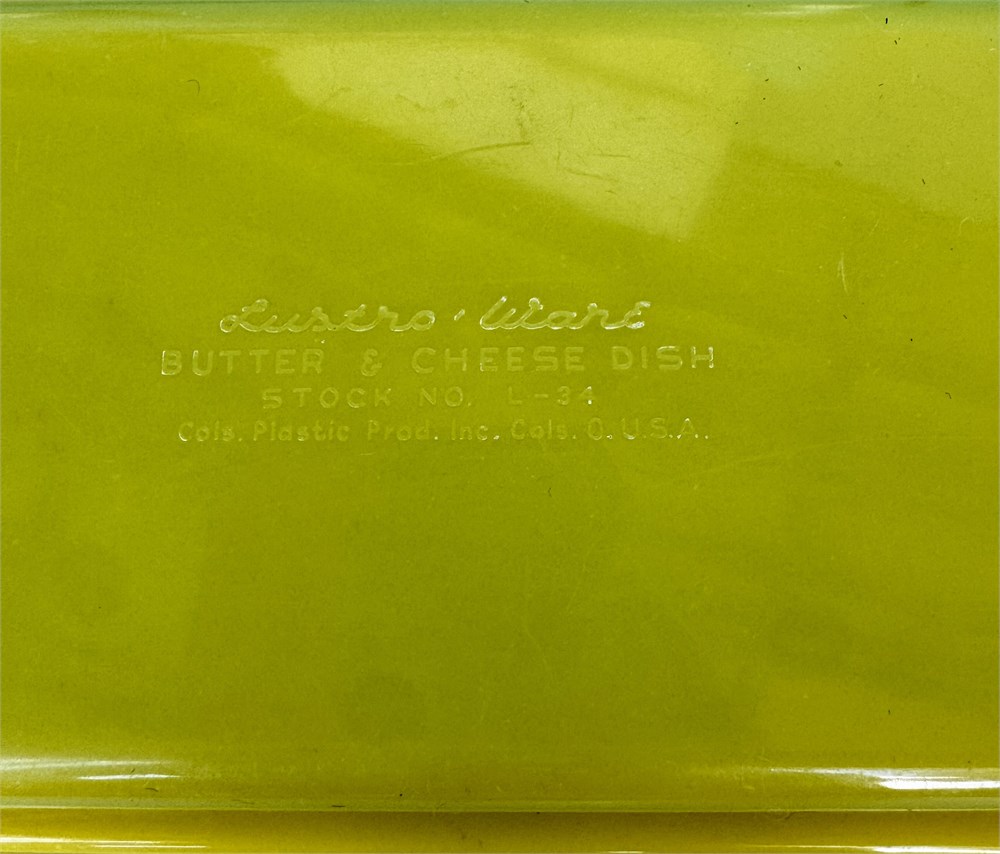 Lustro-Ware
BUTTER & CHEESE DISH
STOCK NO. L-34
Cols. Plastic Prod. Inc. Cols. O. U.S.A.